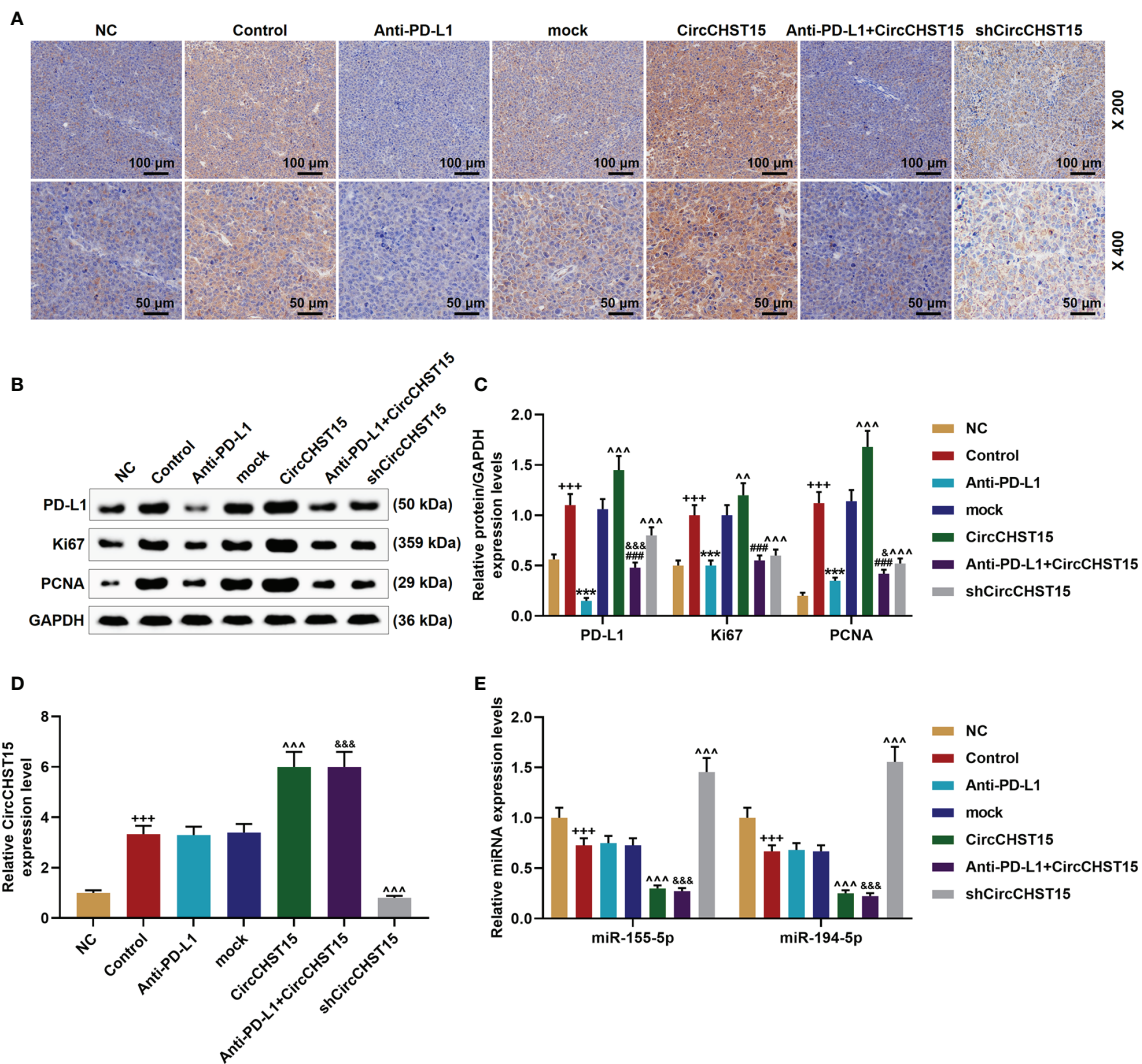 A
NC Control Anti-PD-L1 mock CircCHST15 Anti-PD-L1+CircCHST15 shCircCHST15
100 µm 100 µm 100 µm 100 µm 100 µm 100 µm 100 µm
X 200
50 µm 50 µm 50 µm 50 µm 50 µm 50 µm 50 µm
X 400
B
NC Control Anti-PD-L1 mock CircCHST15 Anti-PD-L1+CircCHST15 shCircCHST15
PD-L1 (50 kDa)
Ki67 (359 kDa)
PCNA (29 kDa)
GAPDH (36 kDa)
C
Relative protein/GAPDH
expression levels
2.0
1.5
1.0
0.5
0.0
+++ *** ^^^ &&& ### ^^^
+++ *** ^^ ### ^^^
+++ *** ^^^ & ### ^^^
PD-L1 Ki67 PCNA
NC
Control
Anti-PD-L1
mock
CircCHST15
Anti-PD-L1+CircCHST15
shCircCHST15
D
Relative CircCHST15
expression level
8
6
4
2
0
+++ ^^^ &&& ^^^
NC Control Anti-PD-L1 mock CircCHST15 Anti-PD-L1+CircCHST15 shCircCHST15
E
Relative miRNA expression levels
2.0
1.5
1.0
0.5
0.0
+++ ^^^ &&& ^^^
+++ ^^^ &&& ^^^
miR-155-5p miR-194-5p
NC
Control
Anti-PD-L1
mock
CircCHST15
Anti-PD-L1+CircCHST15
shCircCHST15